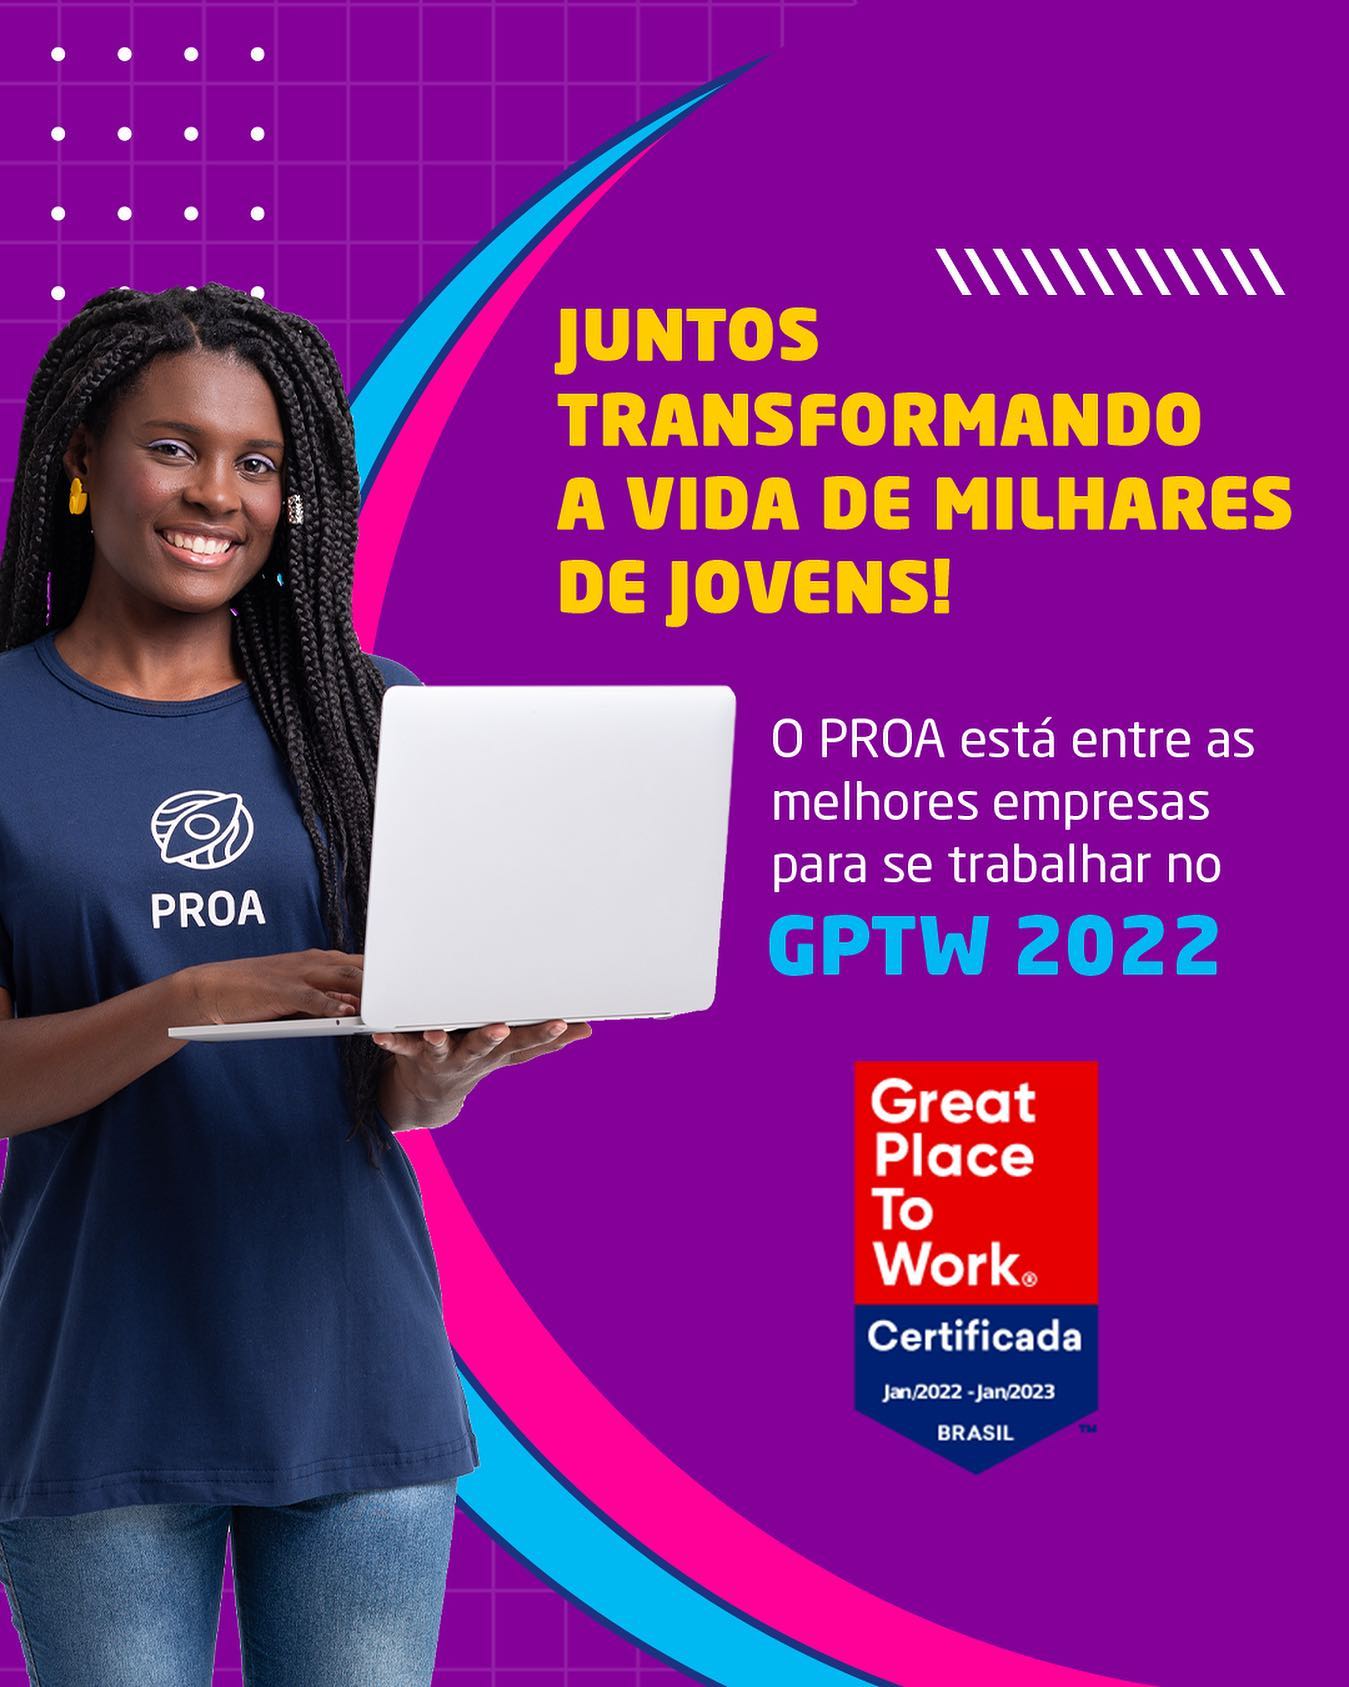 JUNTOS
TRANSFORMANDO
A VIDA DE MILHARES
DE JOVENS!
O PROA está entre as
melhores empresas
para se trabalhar no
GPTW 2022
PROA
Great
Place
To
Work®
Certificada
Jan/2022 - Jan/2023
BRASIL
TM